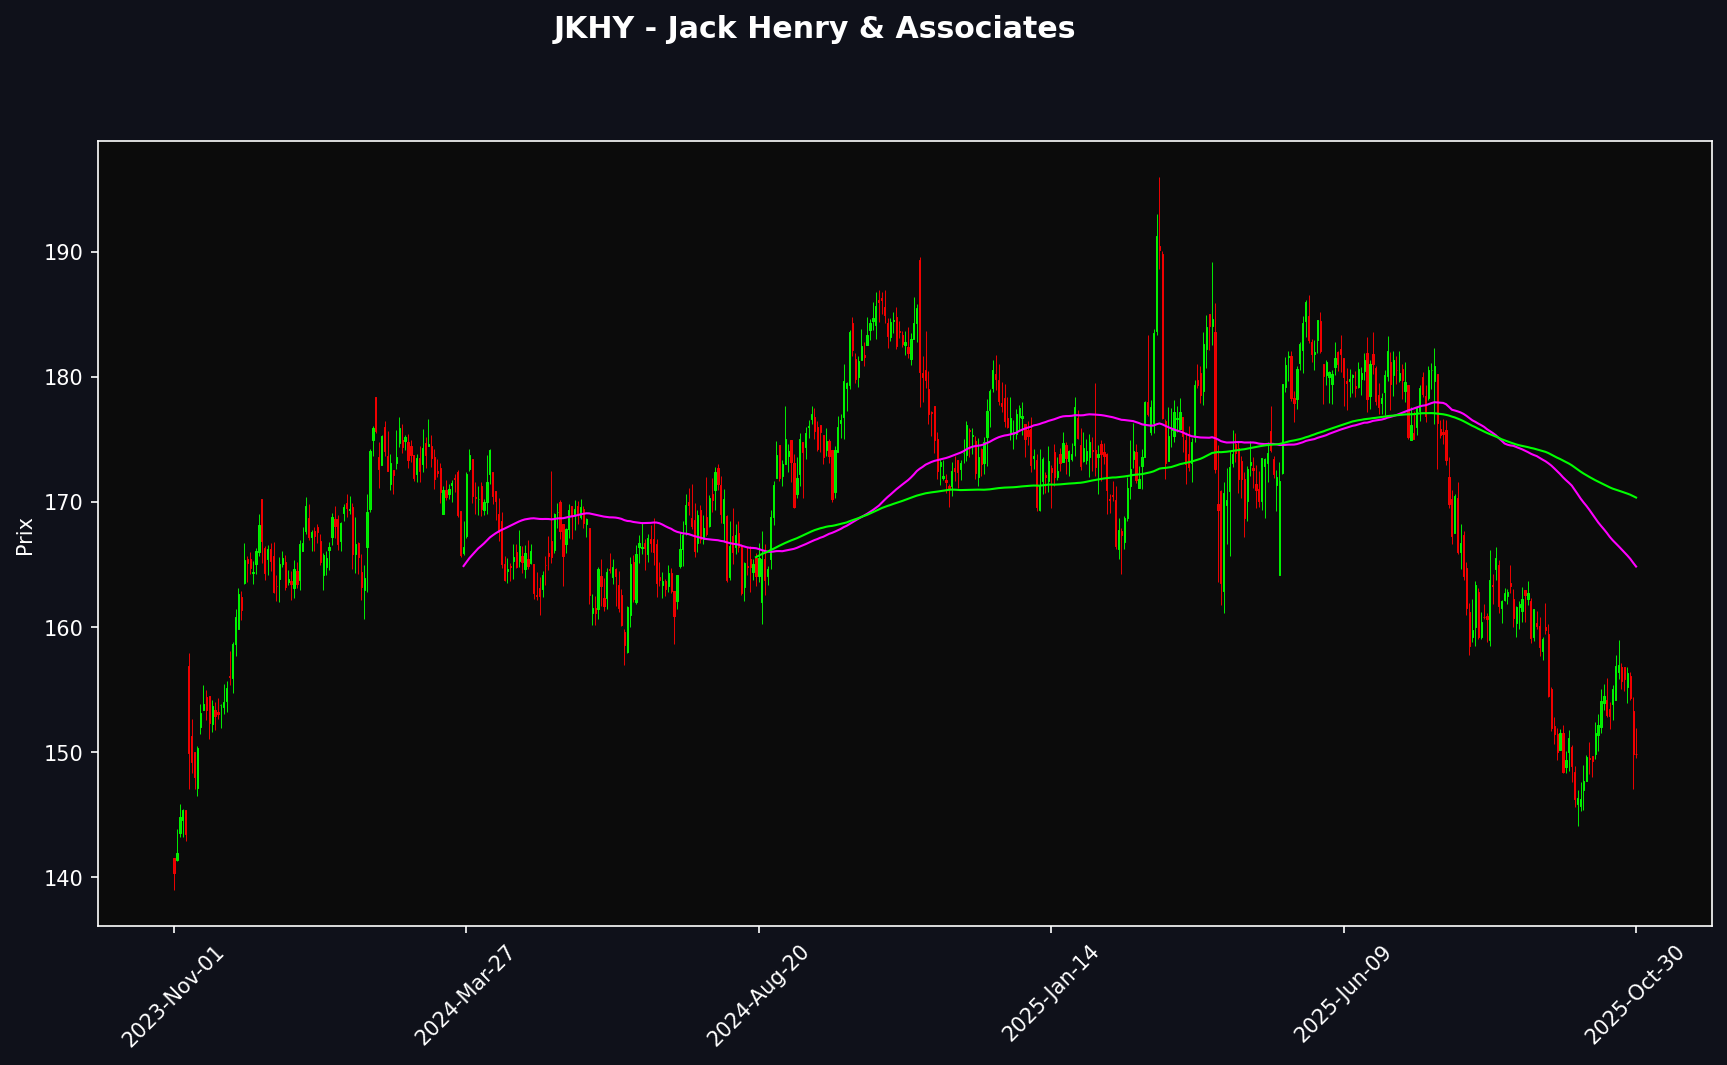 JKHY - Jack Henry & Associates
Prix
190
180
170
160
150
140
2023-Nov-01
2024-Mar-27
2024-Aug-20
2025-Jan-14
2025-Jun-09
2025-Oct-30